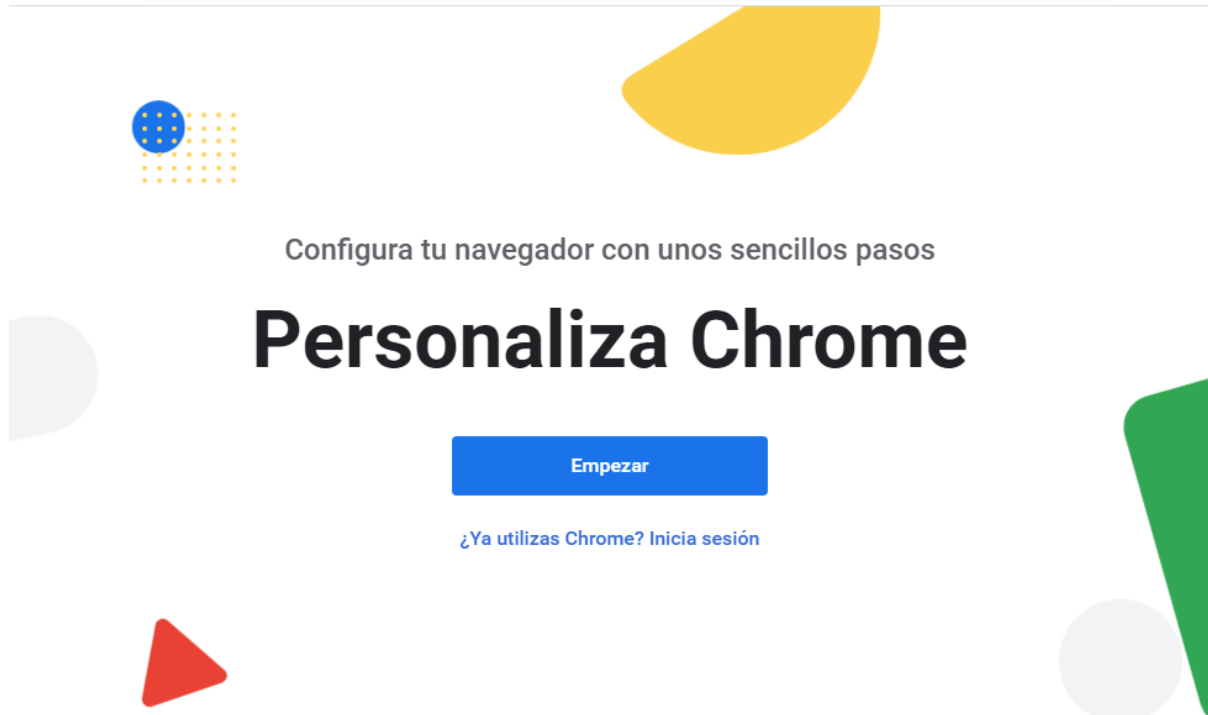 Configura tu navegador con unos sencillos pasos
Personaliza Chrome
Empezar
¿Ya utilizas Chrome? Inicia sesión